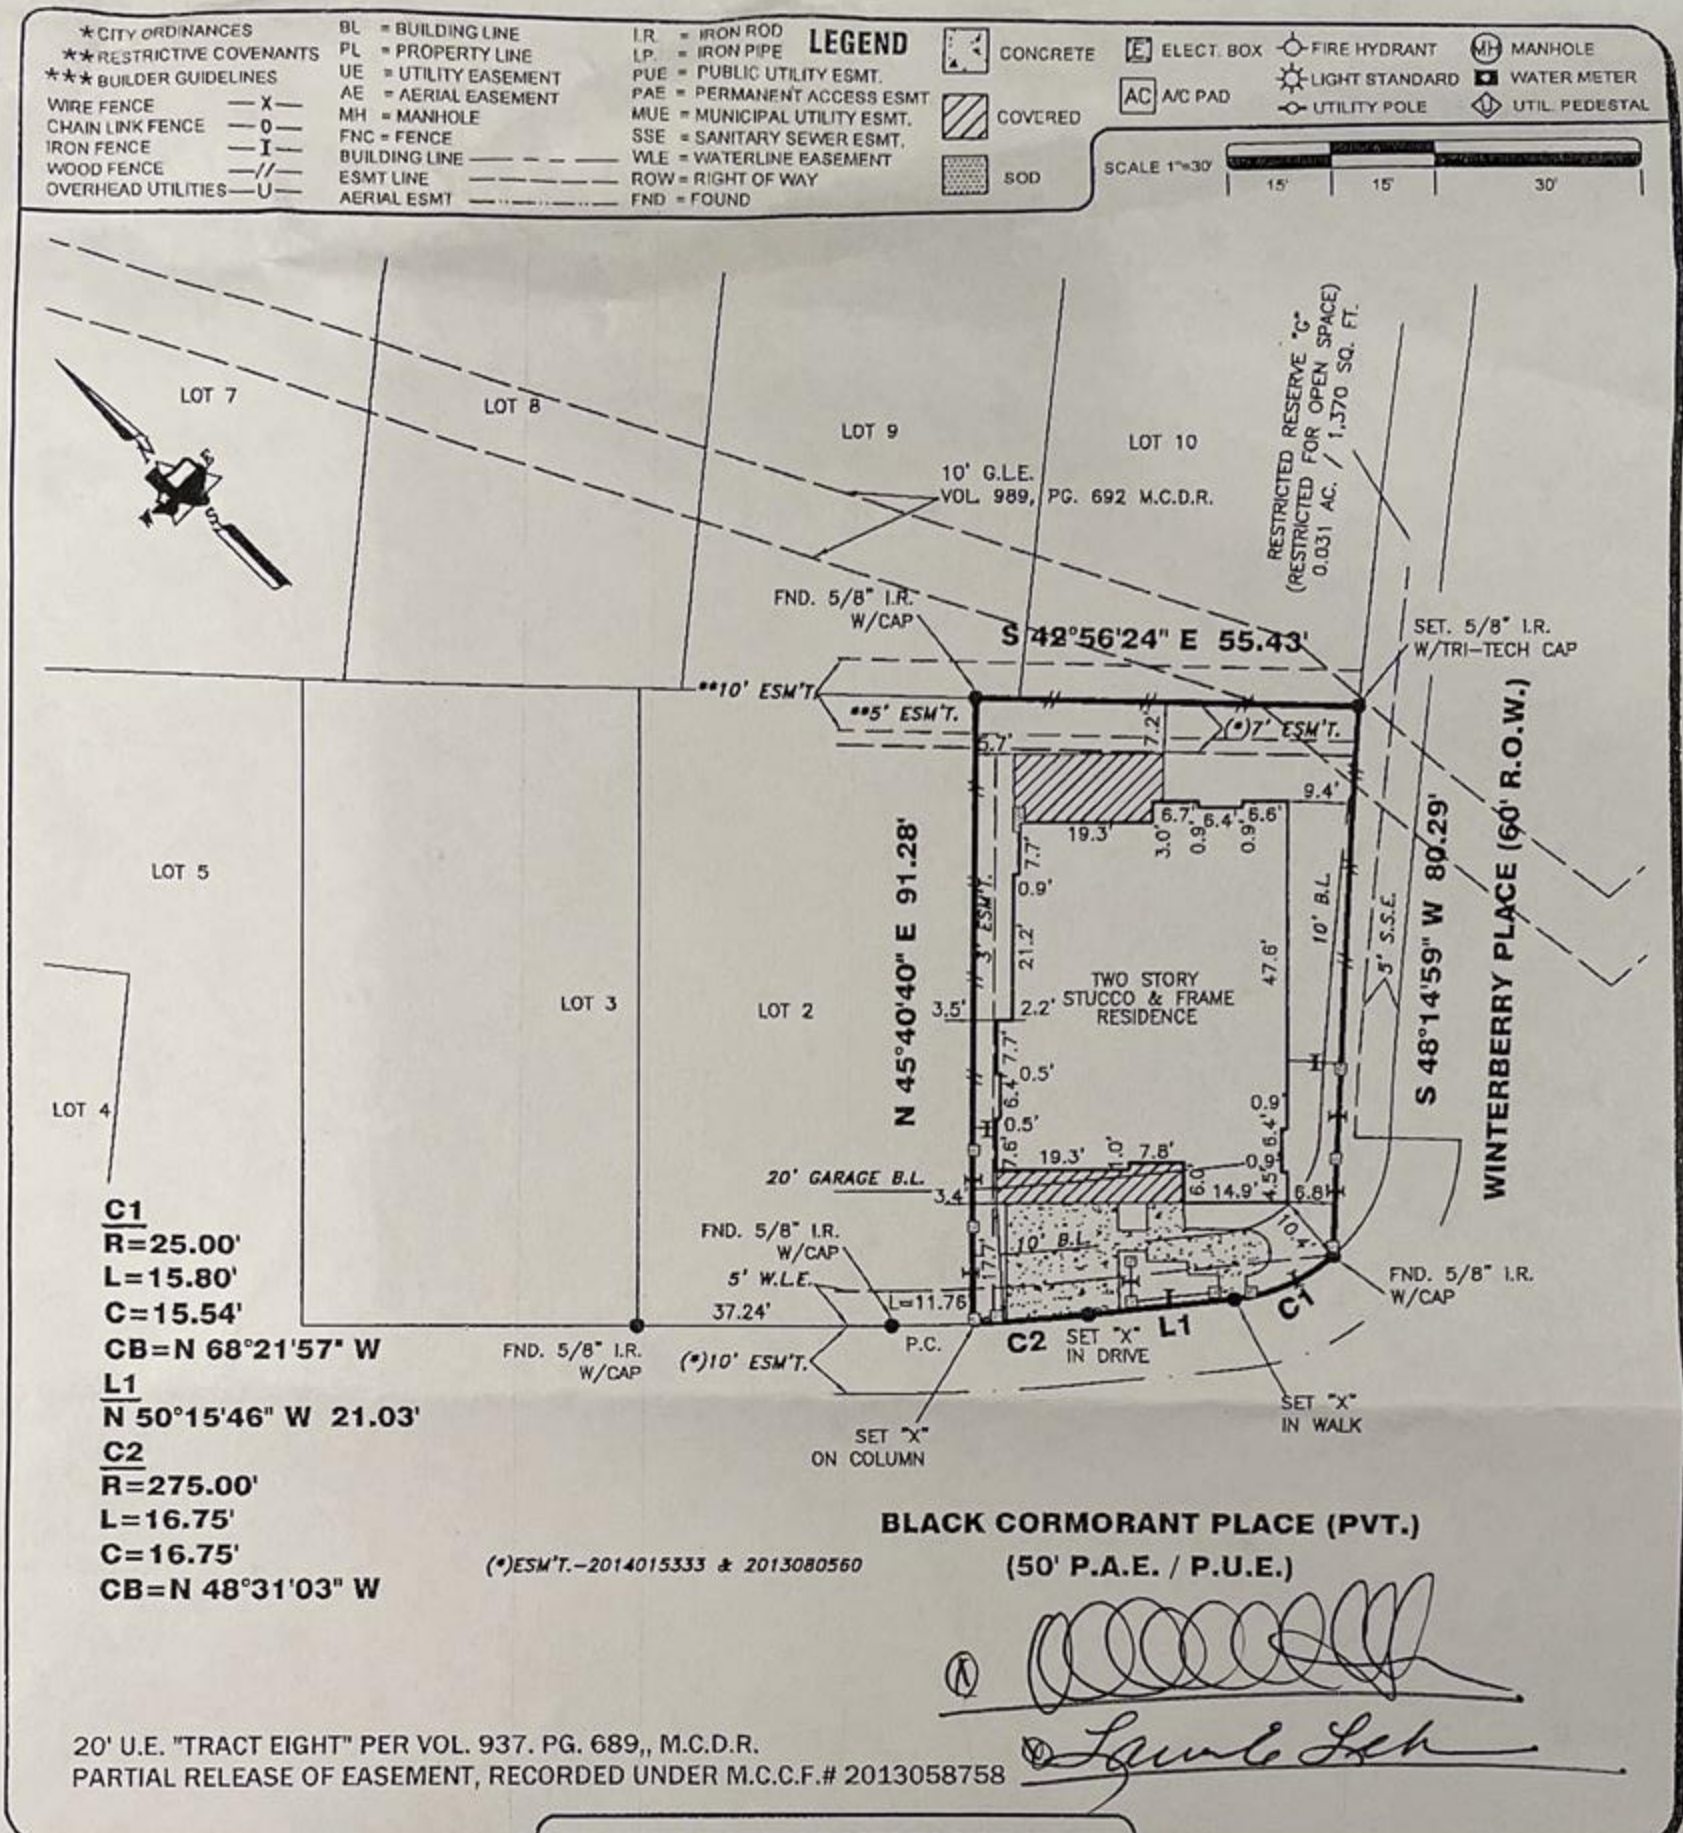 LEGEND
*CITY ORDINANCES
**RESTRICTIVE COVENANTS
***BUILDER GUIDELINES
WIRE FENCE —X—
CHAIN LINK FENCE —0—
IRON FENCE —I—
WOOD FENCE —//—
OVERHEAD UTILITIES —U—
BL = BUILDING LINE
PL = PROPERTY LINE
UE = UTILITY EASEMENT
AE = AERIAL EASEMENT
MH = MANHOLE
FNC = FENCE
BUILDING LINE
ESMT LINE
AERIAL ESMT
I.R. = IRON ROD
I.P. = IRON PIPE
PUE = PUBLIC UTILITY ESMT.
PAE = PERMANENT ACCESS ESMT
MUE = MUNICIPAL UTILITY ESMT.
SSE = SANITARY SEWER ESMT.
WLE = WATERLINE EASEMENT
ROW = RIGHT OF WAY
FND = FOUND
CONCRETE
COVERED
SOD
E ELECT. BOX
AC A/C PAD
FIRE HYDRANT
LIGHT STANDARD
UTILITY POLE
MH MANHOLE
WATER METER
U UTIL. PEDESTAL
SCALE 1"=30'
15' 15' 30'
LOT 7
LOT 8
LOT 9
LOT 10
N
E
S
10' G.L.E.
VOL. 989, PG. 692 M.C.D.R.
RESTRICTED RESERVE "G"
(RESTRICTED FOR OPEN SPACE)
0.031 AC. / 1,370 SQ. FT.
FND. 5/8" I.R.
W/CAP
S 42°56'24" E 55.43'
SET. 5/8" I.R.
W/TRI-TECH CAP
**10' ESM'T.
**5' ESM'T.
(*)7' ESM'T.
7.2'
9.4'
19.3'
3.0'
6.7'
0.9'
6.4'
0.9'
6.6'
7.7'
0.9'
3' ESM'T.
21.2'
3.5'
2.2'
7.7'
0.5'
6.4'
0.5'
7.6'
47.6'
TWO STORY
STUCCO & FRAME
RESIDENCE
10' B.L.
5' S.S.E.
N 45°40'40" E 91.28'
S 48°14'59" W 80.29'
WINTERBERRY PLACE (60' R.O.W.)
LOT 5
LOT 3
LOT 2
LOT 4
0.9'
6.4'
0.9'
4.5'
19.3'
1.0'
7.8'
6.0'
14.9'
6.8'
20' GARAGE B.L.
3.4'
17.7'
10' B.L.
10.4'
FND. 5/8" I.R.
W/CAP
5' W.L.E.
37.24'
L=11.76
P.C.
FND. 5/8" I.R.
W/CAP
(*)10' ESM'T.
C2
SET "X"
IN DRIVE
L1
C1
FND. 5/8" I.R.
W/CAP
SET "X"
IN WALK
SET "X"
ON COLUMN
C1
R=25.00'
L=15.80'
C=15.54'
CB=N 68°21'57" W
L1
N 50°15'46" W 21.03'
C2
R=275.00'
L=16.75'
C=16.75'
CB=N 48°31'03" W
BLACK CORMORANT PLACE (PVT.)
(50' P.A.E. / P.U.E.)
(*)ESM'T.-2014015333 & 2013080560
20' U.E. "TRACT EIGHT" PER VOL. 937. PG. 689,, M.C.D.R.
PARTIAL RELEASE OF EASEMENT, RECORDED UNDER M.C.C.F.# 2013058758